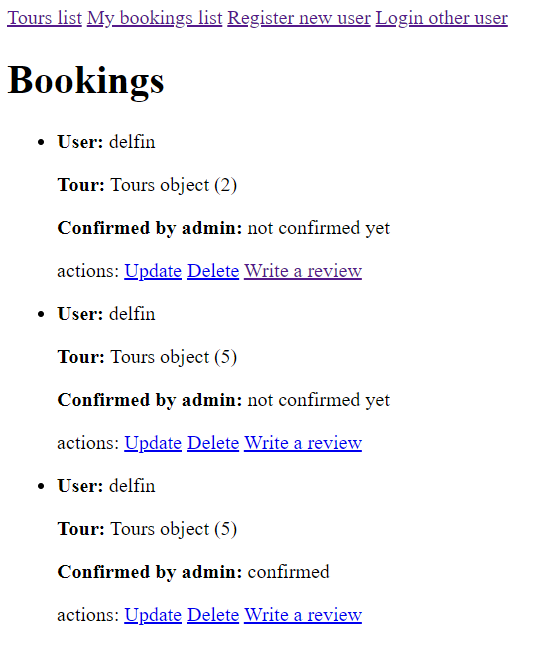 Tours list My bookings list Register new user Login other user
Bookings
User: delfin
Tour: Tours object (2)
Confirmed by admin: not confirmed yet
actions: Update Delete Write a review
User: delfin
Tour: Tours object (5)
Confirmed by admin: not confirmed yet
actions: Update Delete Write a review
User: delfin
Tour: Tours object (5)
Confirmed by admin: confirmed
actions: Update Delete Write a review